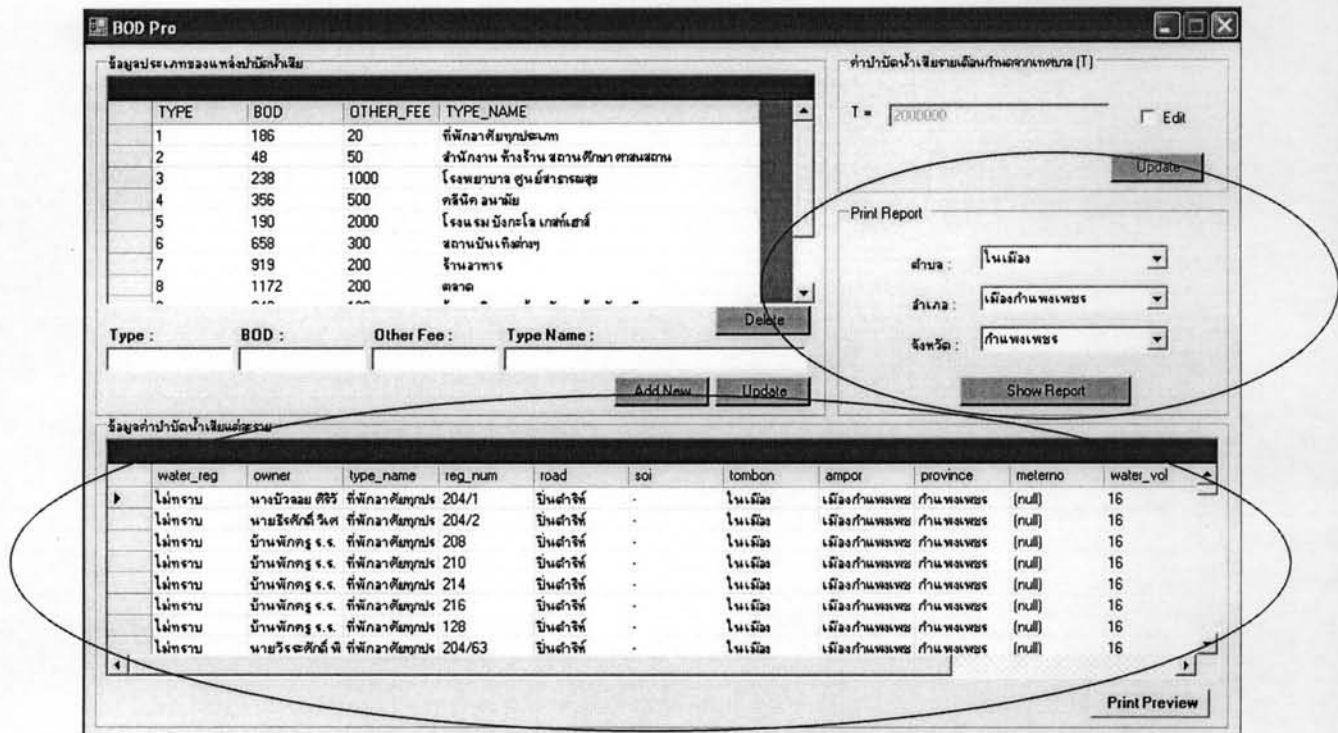 BOD Pro
ข้อมูลประเภทของแหล่งบำบัดน้ำเสีย
TYPE BOD OTHER_FEE TYPE_NAME
1 186 20 ที่พักอาศัยทุกประเภท
2 48 50 สำนักงาน ห้างร้าน สถานศึกษา ศาสนสถาน
3 238 1000 โรงพยาบาล ศูนย์สาธารณสุข
4 356 500 คลีนิค อนามัย
5 190 2000 โรงแรม บังกะโล เกสท์เฮาส์
6 658 300 สถานบันเทิงต่างๆ
7 919 200 ร้านอาหาร
8 1172 200 ตลาด
Delete
Type : BOD : Other Fee : Type Name :
Add New Update
ค่าบำบัดน้ำเสียรายเดือนกำหนดจากเทศบาล (T)
T = 2000000 Edit
Update
Print Report
ตำบล : ในเมือง
อำเภอ : เมืองกำแพงเพชร
จังหวัด : กำแพงเพชร
Show Report
ข้อมูลค่าบำบัดน้ำเสียแต่ละราย
water_reg owner type_name reg_num road soi tombon ampor province meterno water_vol
ไม่ทราบ นางบัวลอย ศิริวั ที่พักอาศัยทุกปร 204/1 ปิ่นดำริห์ - ในเมือง เมืองกำแพงเพช กำแพงเพชร (null) 16
ไม่ทราบ นายธีรศักดิ์ วิเศ ที่พักอาศัยทุกปร 204/2 ปิ่นดำริห์ - ในเมือง เมืองกำแพงเพช กำแพงเพชร (null) 16
ไม่ทราบ บ้านพักครู ร.ร. ที่พักอาศัยทุกปร 208 ปิ่นดำริห์ - ในเมือง เมืองกำแพงเพช กำแพงเพชร (null) 16
ไม่ทราบ บ้านพักครู ร.ร. ที่พักอาศัยทุกปร 210 ปิ่นดำริห์ - ในเมือง เมืองกำแพงเพช กำแพงเพชร (null) 16
ไม่ทราบ บ้านพักครู ร.ร. ที่พักอาศัยทุกปร 214 ปิ่นดำริห์ - ในเมือง เมืองกำแพงเพช กำแพงเพชร (null) 16
ไม่ทราบ บ้านพักครู ร.ร. ที่พักอาศัยทุกปร 216 ปิ่นดำริห์ - ในเมือง เมืองกำแพงเพช กำแพงเพชร (null) 16
ไม่ทราบ บ้านพักครู ร.ร. ที่พักอาศัยทุกปร 128 ปิ่นดำริห์ - ในเมือง เมืองกำแพงเพช กำแพงเพชร (null) 16
ไม่ทราบ นายวีระศักดิ์ พิ ที่พักอาศัยทุกปร 204/63 ปิ่นดำริห์ - ในเมือง เมืองกำแพงเพช กำแพงเพชร (null) 16
Print Preview